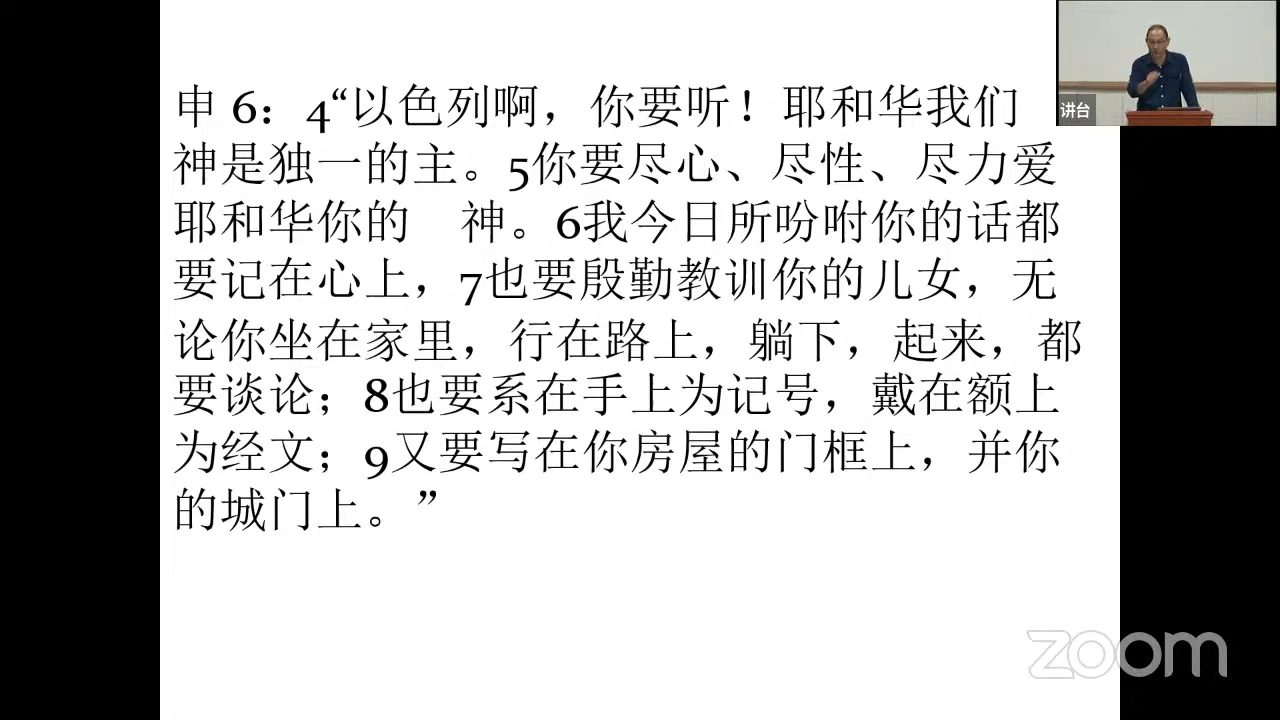 申 6：4“以色列啊，你要听！耶和华我们
神是独一的主。5你要尽心、尽性、尽力爱
耶和华你的　神。6我今日所吩咐你的话都
要记在心上，7也要殷勤教训你的儿女，无
论你坐在家里，行在路上，躺下，起来，都
要谈论；8也要系在手上为记号，戴在额上
为经文；9又要写在你房屋的门框上，并你
的城门上。”
讲台
zoom